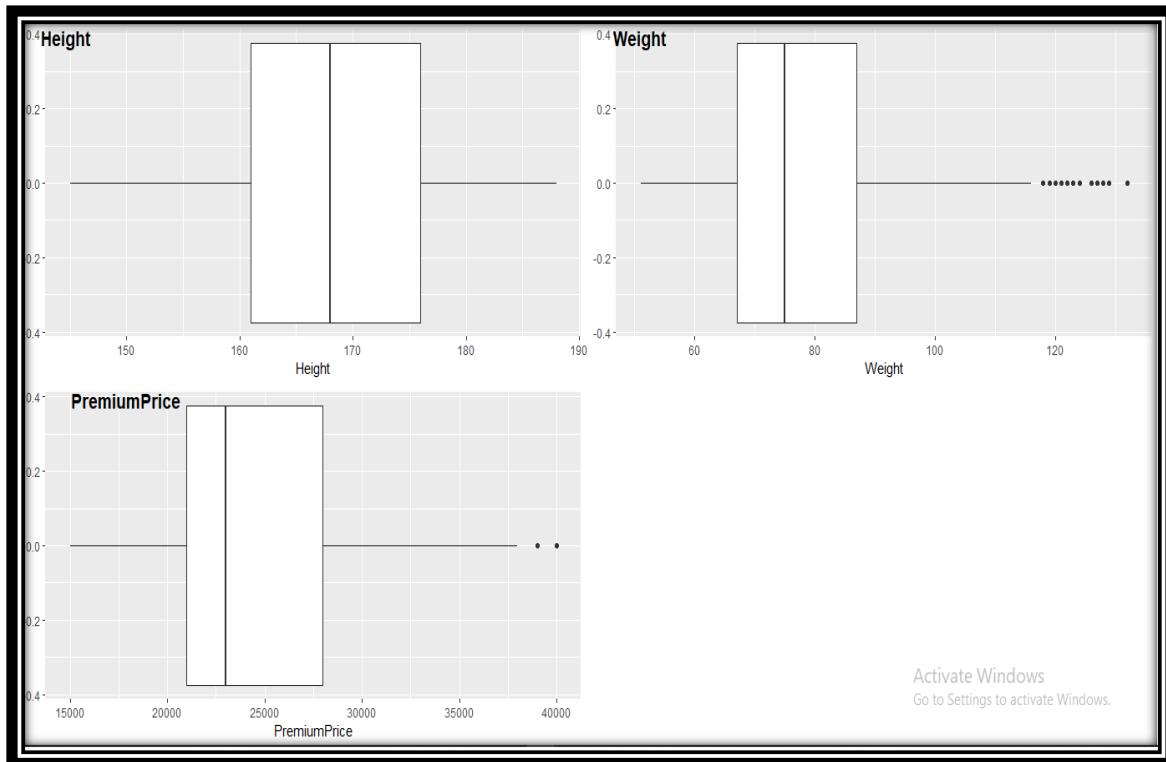 Height
0.4
0.2
0.0
-0.2
-0.4
150 160 170 180 190
Height
Weight
0.4
0.2
0.0
-0.2
-0.4
60 80 100 120
Weight
PremiumPrice
0.4
0.2
0.0
-0.2
-0.4
15000 20000 25000 30000 35000 40000
PremiumPrice
Activate Windows
Go to Settings to activate Windows.